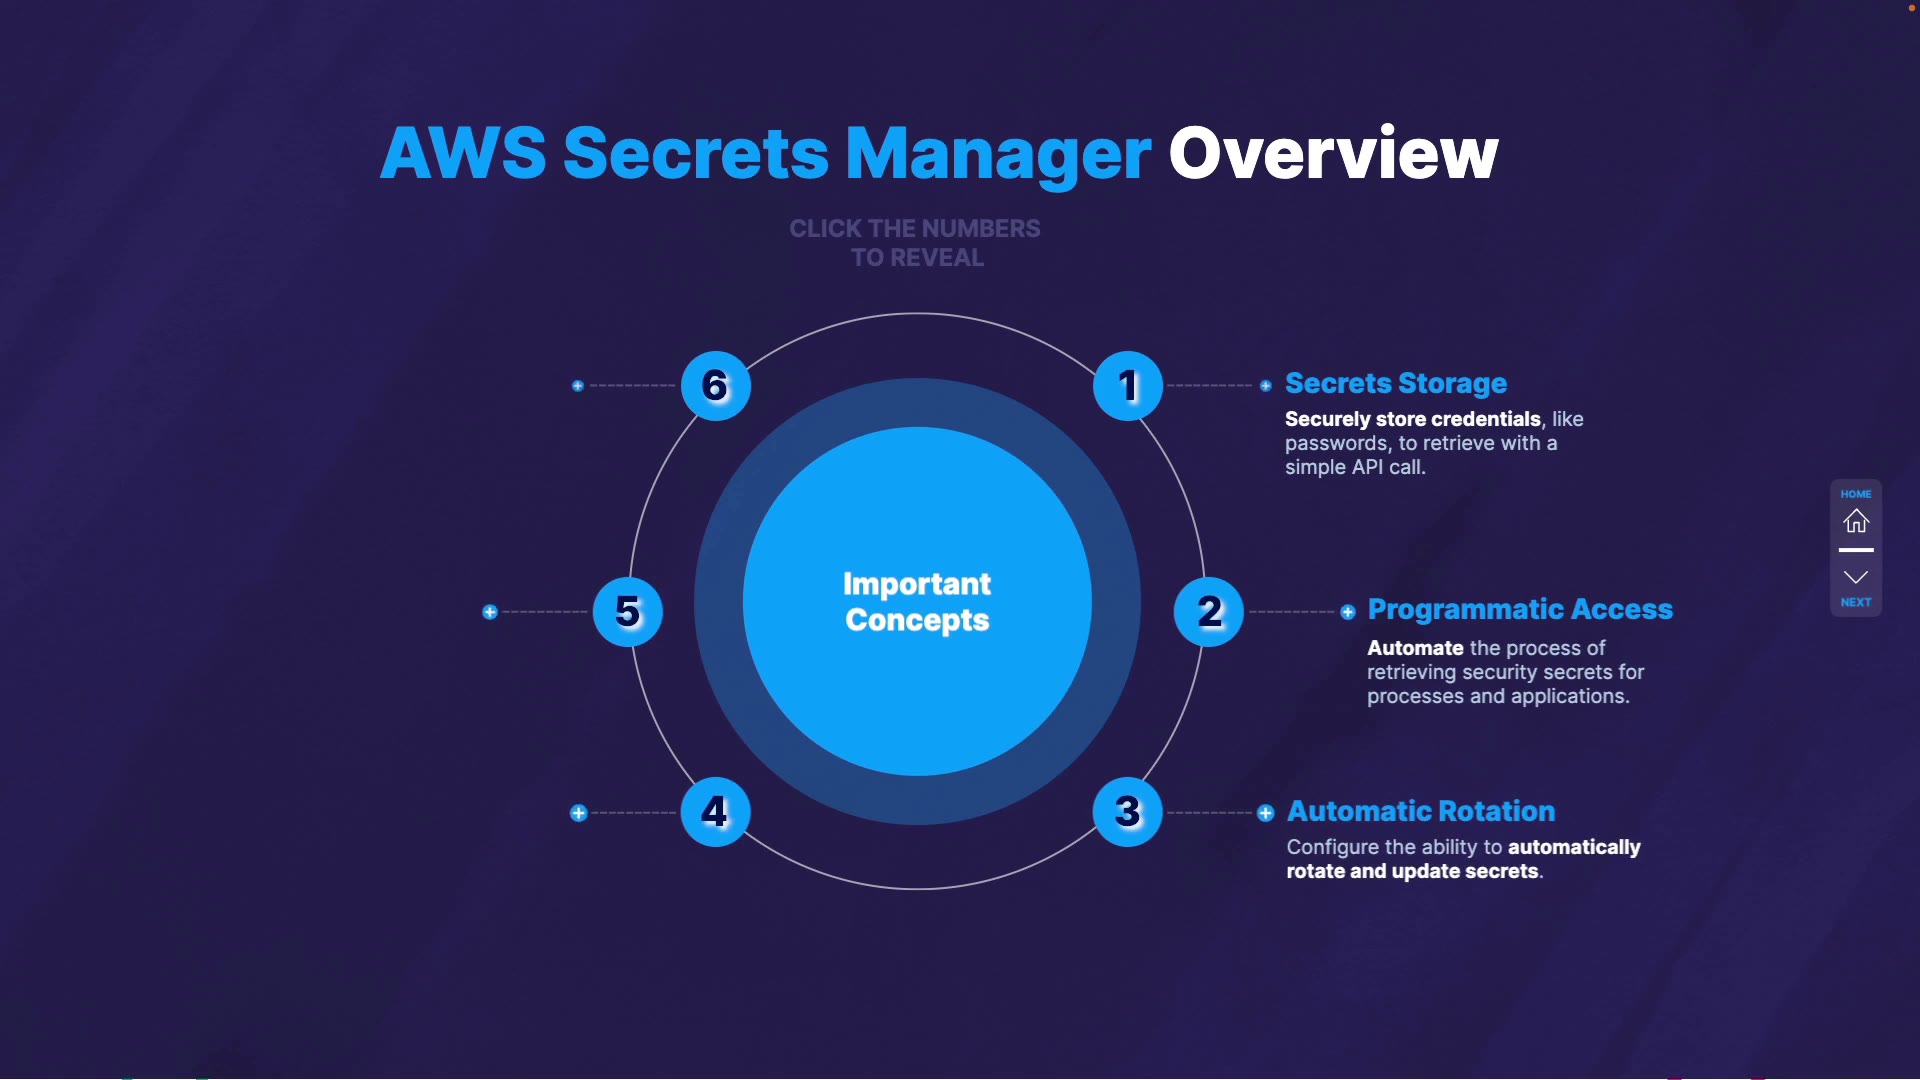 AWS Secrets Manager Overview
CLICK THE NUMBERS
TO REVEAL
6
1
Secrets Storage
Securely store credentials, like
passwords, to retrieve with a
simple API call.
HOME
NEXT
Important
Concepts
5
2
Programmatic Access
Automate the process of
retrieving security secrets for
processes and applications.
4
3
Automatic Rotation
Configure the ability to automatically
rotate and update secrets.